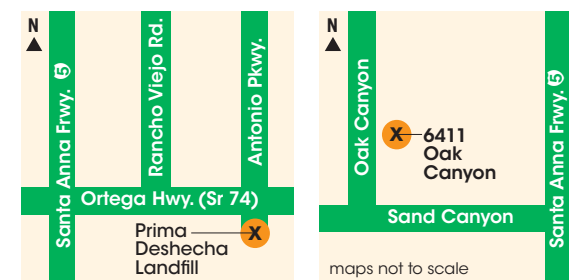 N
Santa Anna Frwy. 5
Rancho Viejo Rd.
Antonio Pkwy.
Ortega Hwy. (Sr 74)
Prima
Deshecha
Landfill
X
N
Oak Canyon
X
6411
Oak
Canyon
Santa Anna Frwy. 5
Sand Canyon
maps not to scale